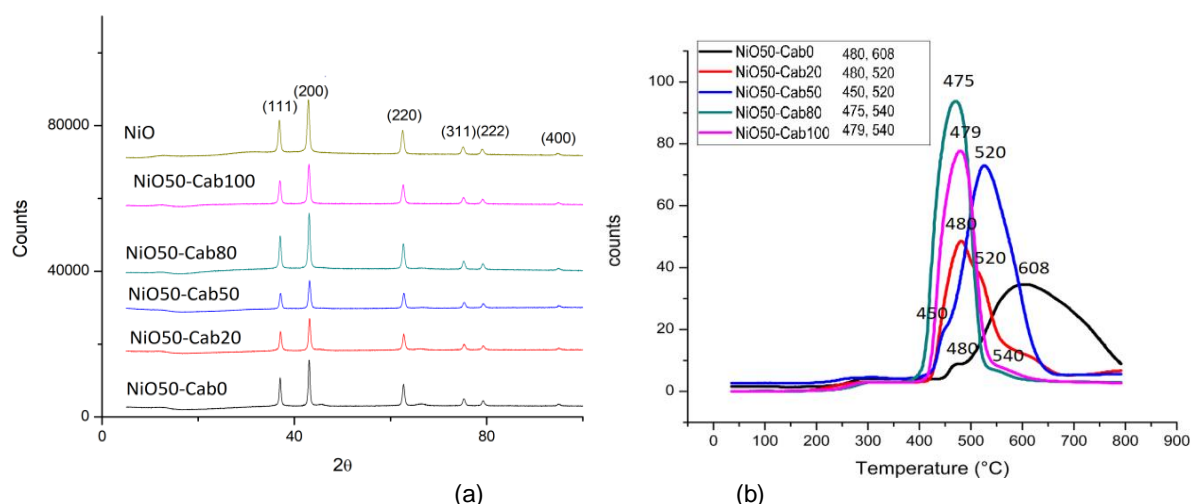 80000
40000
0
Counts
NiO
NiO50-Cab100
NiO50-Cab80
NiO50-Cab50
NiO50-Cab20
NiO50-Cab0
(111)
(200)
(220)
(311)
(222)
(400)
0
40
80
2θ
(a)
NiO50-Cab0 480, 608
NiO50-Cab20 480, 520
NiO50-Cab50 450, 520
NiO50-Cab80 475, 540
NiO50-Cab100 479, 540
100
80
60
40
20
0
counts
475
479
520
480
520
608
450
480
540
0 100 200 300 400 500 600 700 800 900
Temperature (°C)
(b)